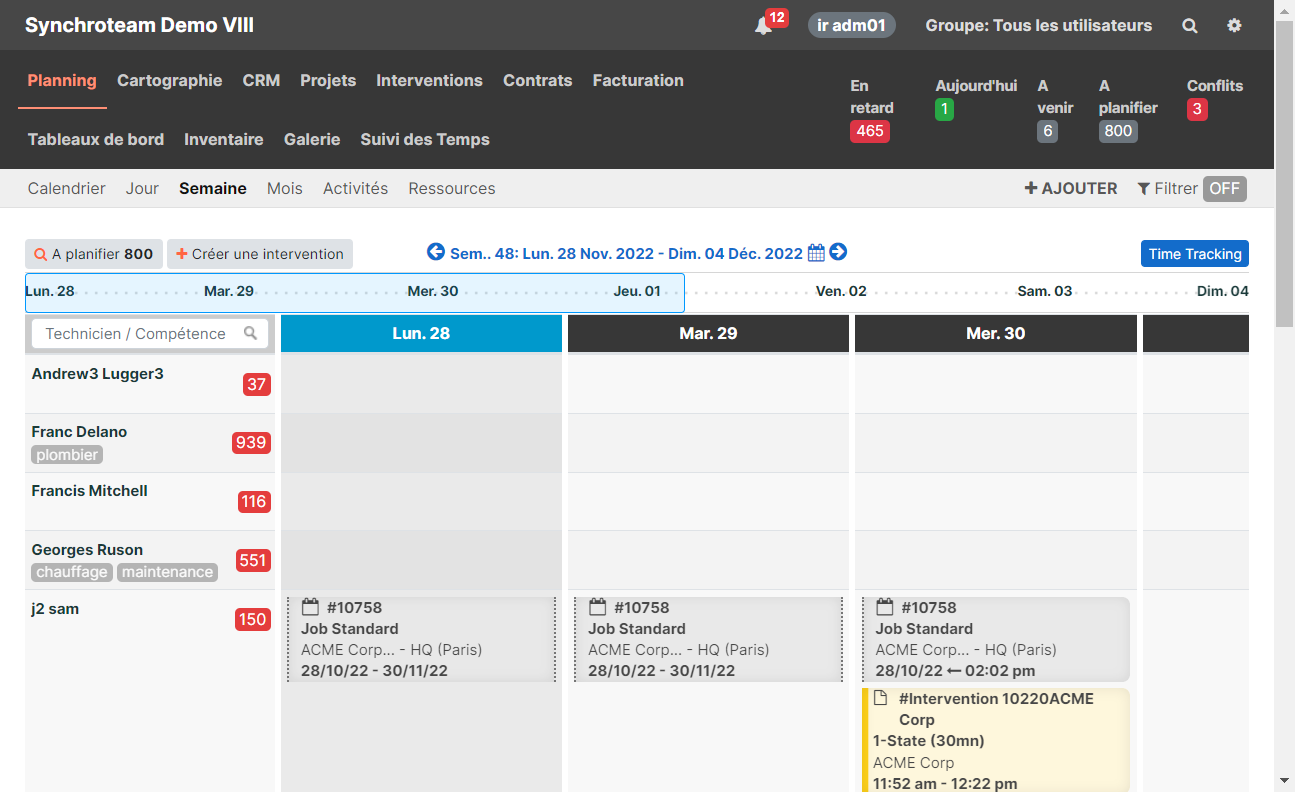 Synchroteam Demo VIII
12
ir adm01
Groupe: Tous les utilisateurs
Planning Cartographie CRM Projets Interventions Contrats Facturation
Tableaux de bord Inventaire Galerie Suivi des Temps
En retard 465
Aujourd'hui 1
A venir 6
A planifier 800
Conflits 3
Calendrier Jour Semaine Mois Activités Ressources
AJOUTER
Filtrer OFF
A planifier 800
Créer une intervention
Sem.. 48: Lun. 28 Nov. 2022 - Dim. 04 Déc. 2022
Time Tracking
Lun. 28 Mar. 29 Mer. 30 Jeu. 01 Ven. 02 Sam. 03 Dim. 04
Technicien / Compétence
Lun. 28 Mar. 29 Mer. 30
Andrew3 Lugger3
37
Franc Delano
plombier
939
Francis Mitchell
116
Georges Ruson
chauffage maintenance
551
j2 sam
150
#10758
Job Standard
ACME Corp... - HQ (Paris)
28/10/22 - 30/11/22
#10758
Job Standard
ACME Corp... - HQ (Paris)
28/10/22 - 30/11/22
#10758
Job Standard
ACME Corp... - HQ (Paris)
28/10/22 ← 02:02 pm
#Intervention 10220ACME
Corp
1-State (30mn)
ACME Corp
11:52 am - 12:22 pm